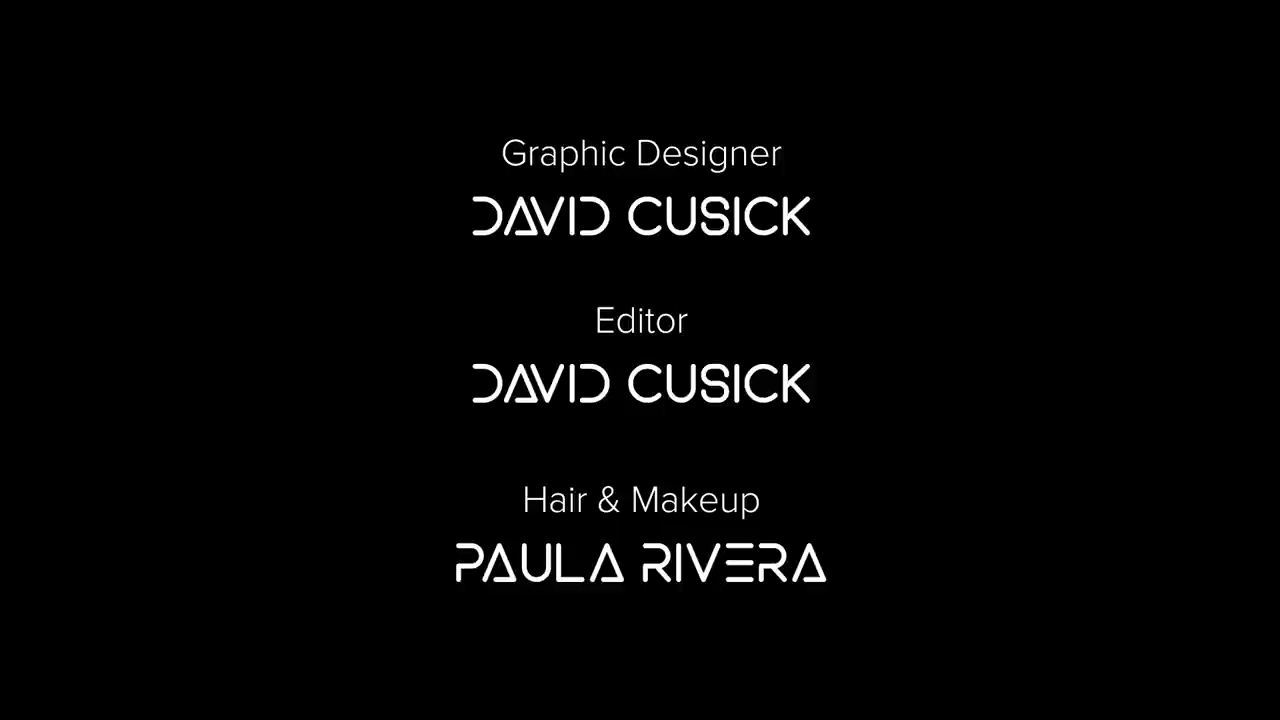 Graphic Designer
DAVID CUSICK
Editor
DAVID CUSICK
Hair & Makeup
PAULA RIVERA